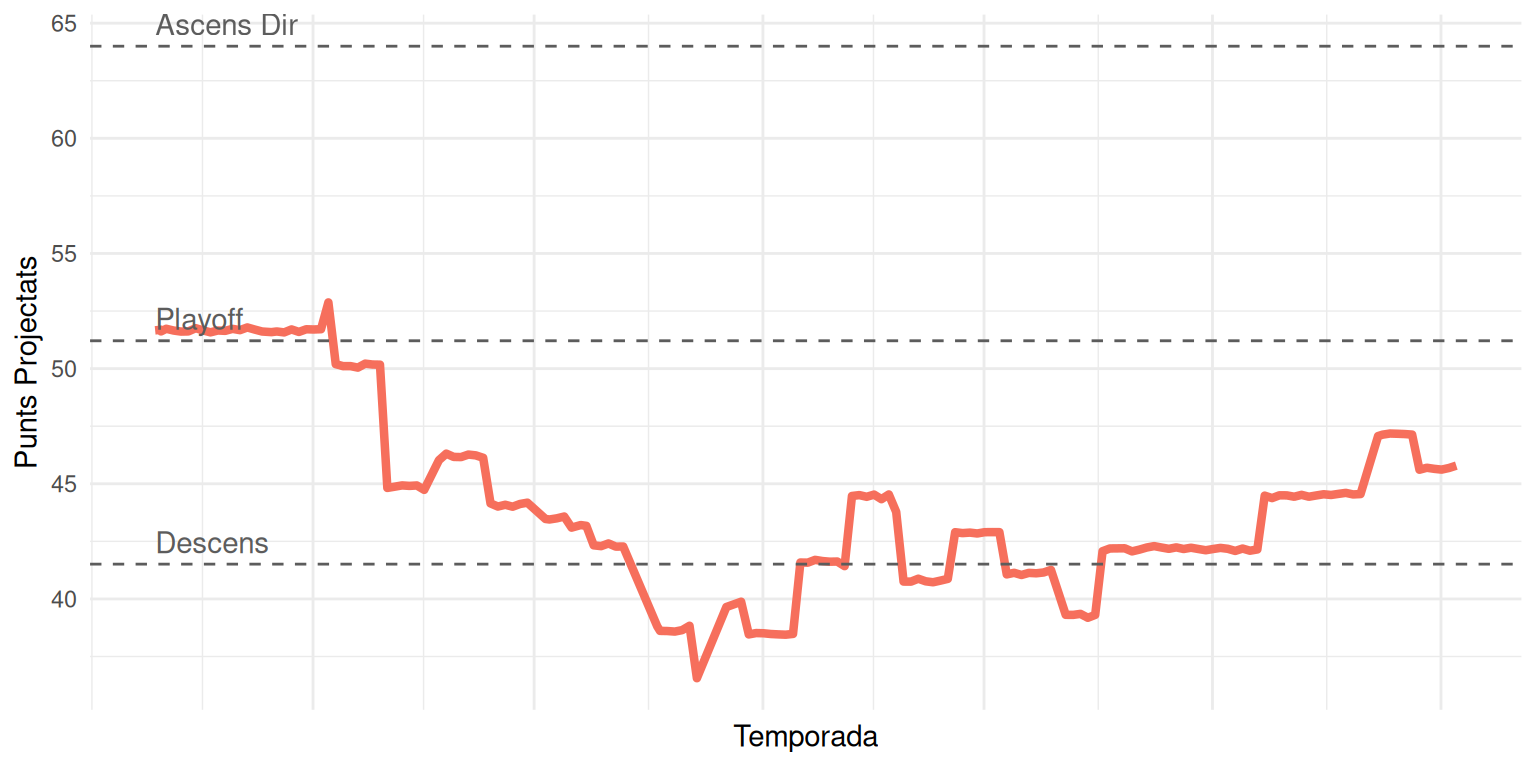 65
Ascens Dir
60
55
Playoff
50
45
Descens
40
Punts Projectats
Temporada